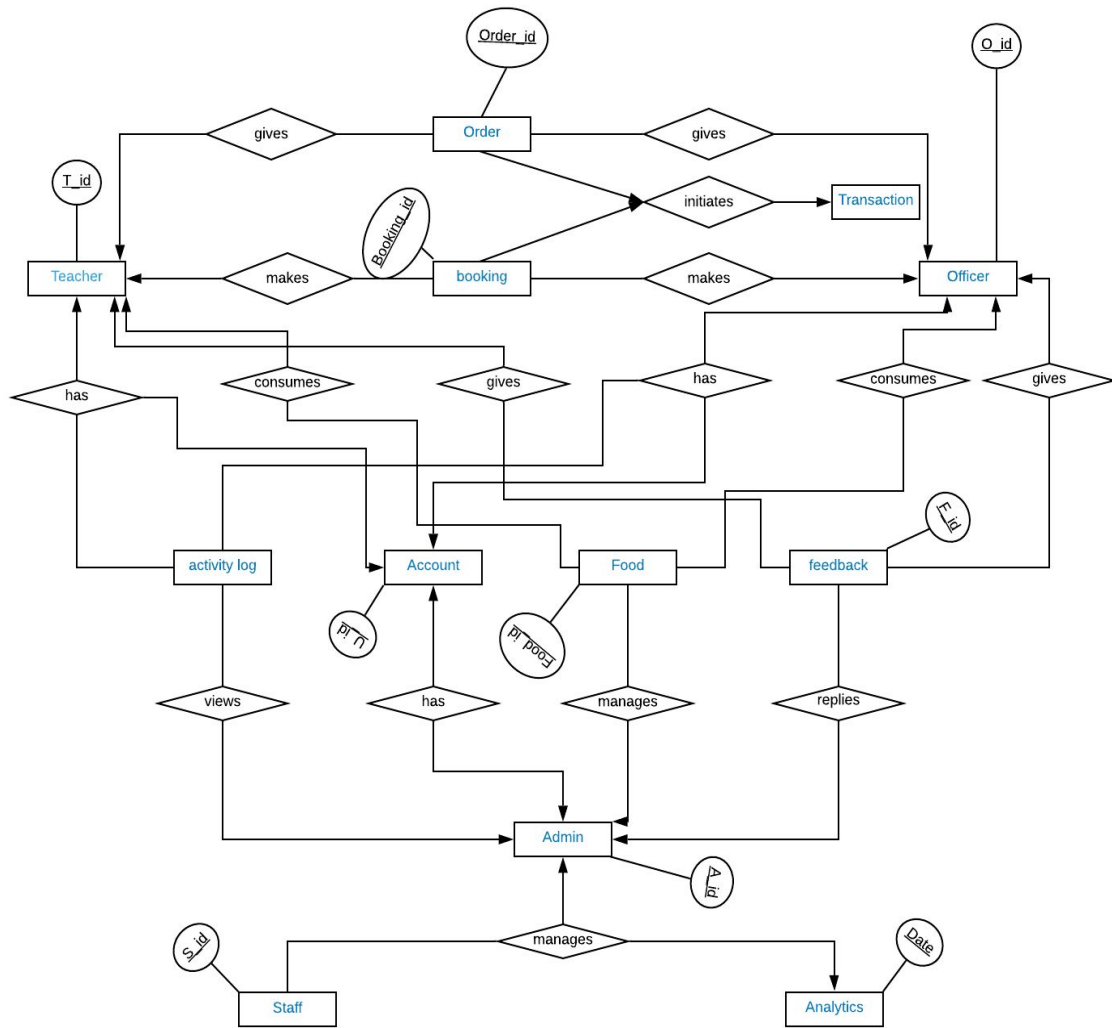 Order_id
O_id
gives
Order
gives
T_id
Booking_id
initiates
Transaction
Teacher
makes
booking
makes
Officer
has
consumes
gives
has
consumes
gives
F_id
activity log
Account
Food
feedback
U_id
Food_id
views
has
manages
replies
Admin
A_id
S_id
manages
Date
Staff
Analytics